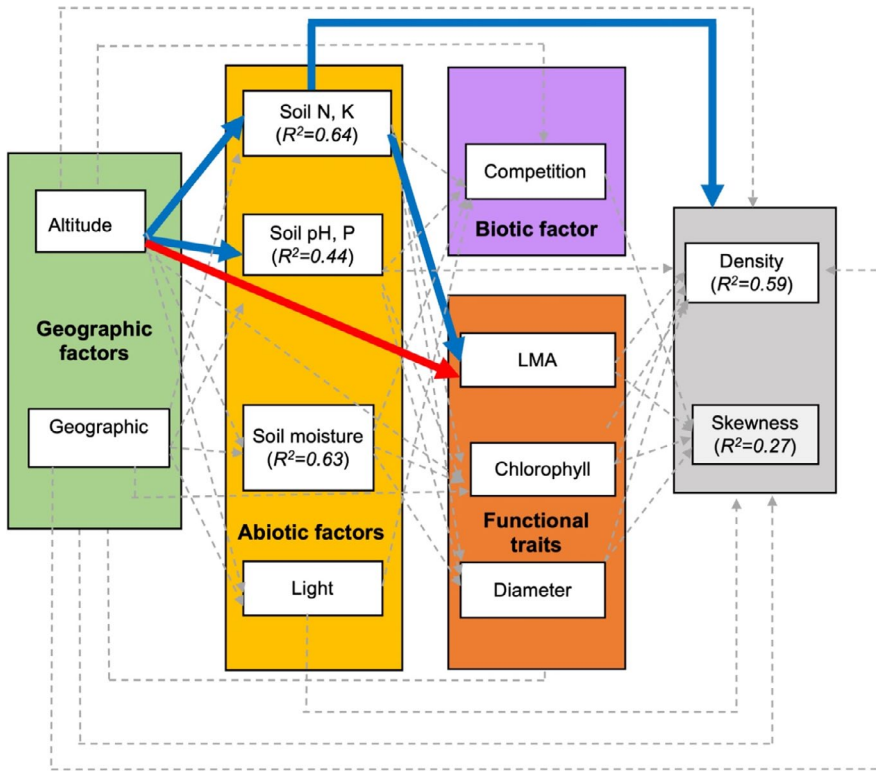 Altitude
Geographic
factors
Geographic
Soil N, K
(R²=0.64)
Soil pH, P
(R²=0.44)
Soil moisture
(R²=0.63)
Abiotic factors
Light
Competition
Biotic factor
LMA
Chlorophyll
Functional
traits
Diameter
Density
(R²=0.59)
Skewness
(R²=0.27)